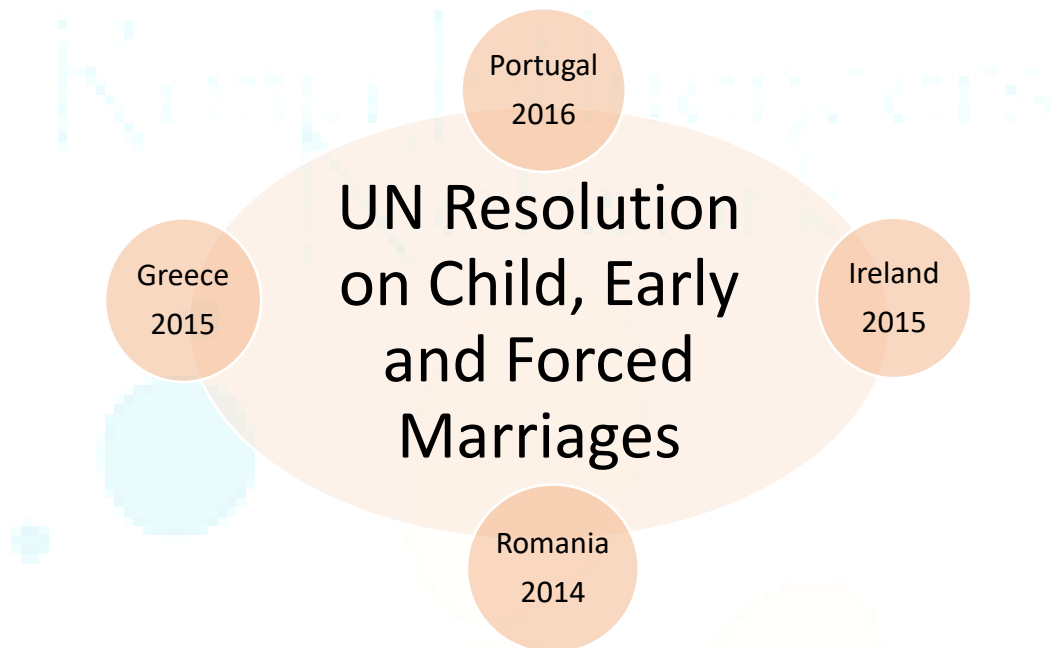 Portugal
2016
UN Resolution
on Child, Early
and Forced
Marriages
Greece
2015
Ireland
2015
Romania
2014